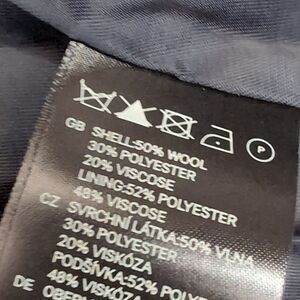 P
GB SHELL:50% WOOL
30% POLYESTER
20% VISCOSE
LINING:52% POLYESTER
48% VISCOSE
CZ SVRCHNÍ LÁTKA:50% VLNA
30% POLYESTER
20% VISKÓZA
PODŠÍVKA:52% POLYESTER
48% VISKÓZA
DE